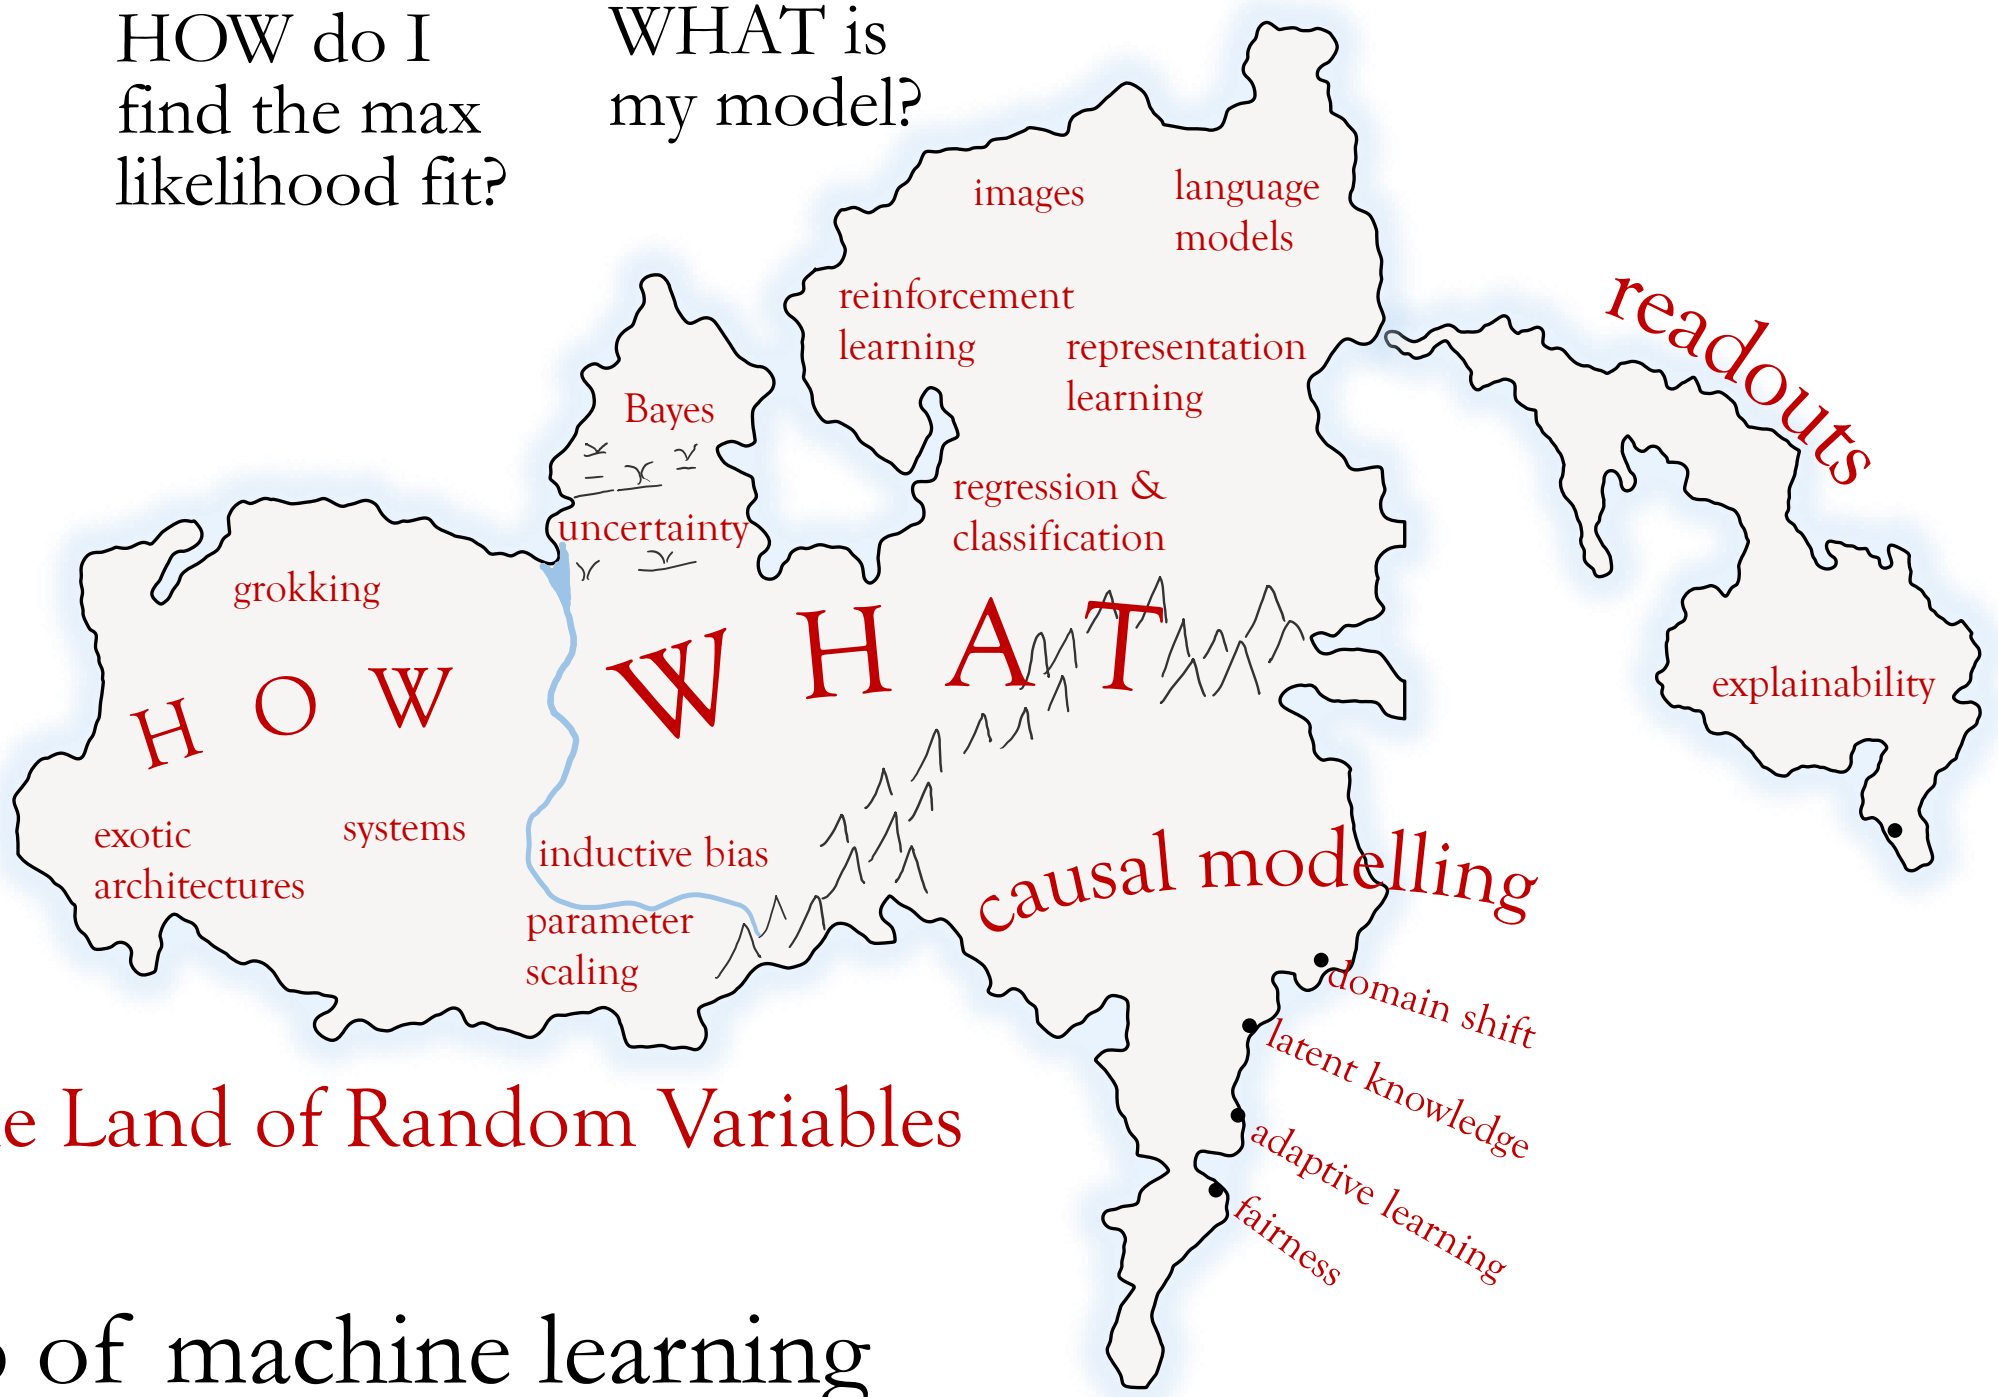 HOW do I
find the max
likelihood fit?
WHAT is
my model?
images
language
models
reinforcement
learning
representation
learning
readouts
Bayes
uncertainty
regression &
classification
grokking
HOW
WHAT
explainability
exotic
architectures
systems
inductive bias
parameter
scaling
causal modelling
domain shift
latent knowledge
adaptive learning
fairness
Land of Random Variables
of machine learning